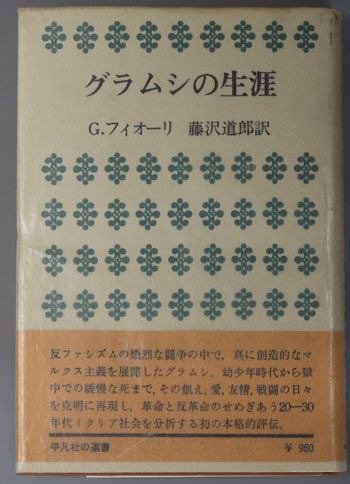 グラムシの生涯
G.フィオーリ 藤沢道郎訳
反ファシズムの熾烈な闘争の中で，真に創造的なマ
ルクス主義を展開したグラムシ．幼少年時代から獄
中での緩慢な死まで，その飢え，愛，友情，戦闘の日々
を克明に再現し，革命と反革命のせめぎあう20—30
年代イタリア社会を分析する初の本格的評伝．
平凡社の選書 ¥ 960